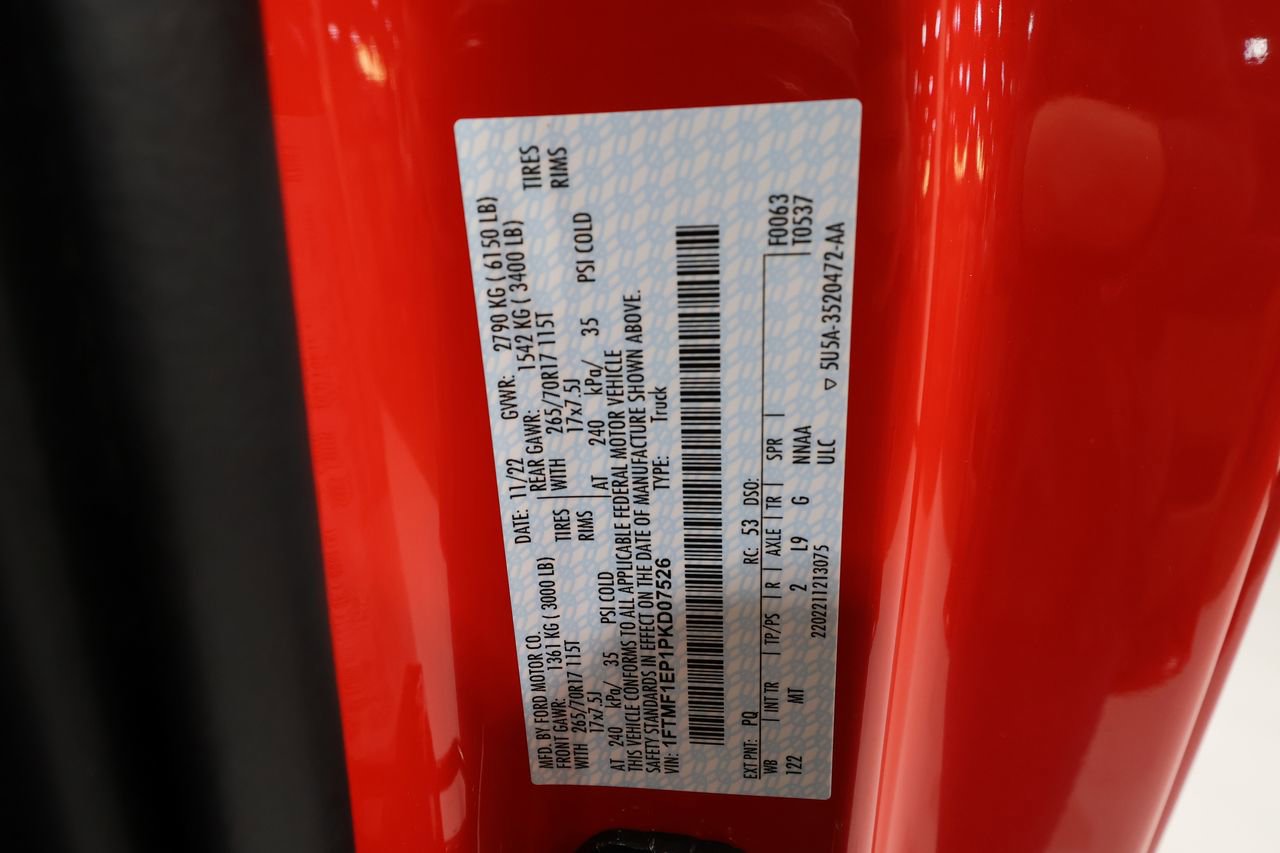 MFD. BY FORD MOTOR CO. DATE: 11/22 GVWR: 2790 KG ( 6150 LB)
FRONT GAWR: 1361 KG ( 3000 LB) REAR GAWR: 1542 KG ( 3400 LB)
WITH 265/70R17 115T TIRES WITH 265/70R17 115T TIRES
17x7.5J RIMS 17x7.5J RIMS
AT 240 kPa/ 35 PSI COLD AT 240 kPa/ 35 PSI COLD
THIS VEHICLE CONFORMS TO ALL APPLICABLE FEDERAL MOTOR VEHICLE
SAFETY STANDARDS IN EFFECT ON THE DATE OF MANUFACTURE SHOWN ABOVE.
VIN: 1FTMF1EP1PKD07526 TYPE: Truck
EXT PNT: PQ RC: 53 DSO:
WB INT TR TP/PS R AXLE TR SPR F0063
122 MT 2 L9 G NNAA T0537
2202211213075 ULC
▽ 5U5A-3520472-AA